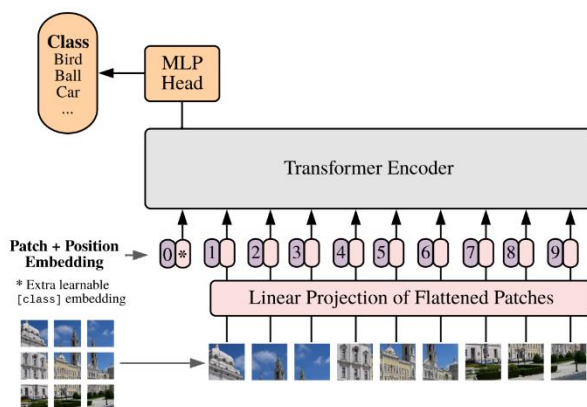 Class
Bird
Ball
Car
...
MLP
Head
Transformer Encoder
Patch + Position
Embedding
0 * 1 2 3 4 5 6 7 8 9
* Extra learnable
[class] embedding
Linear Projection of Flattened Patches